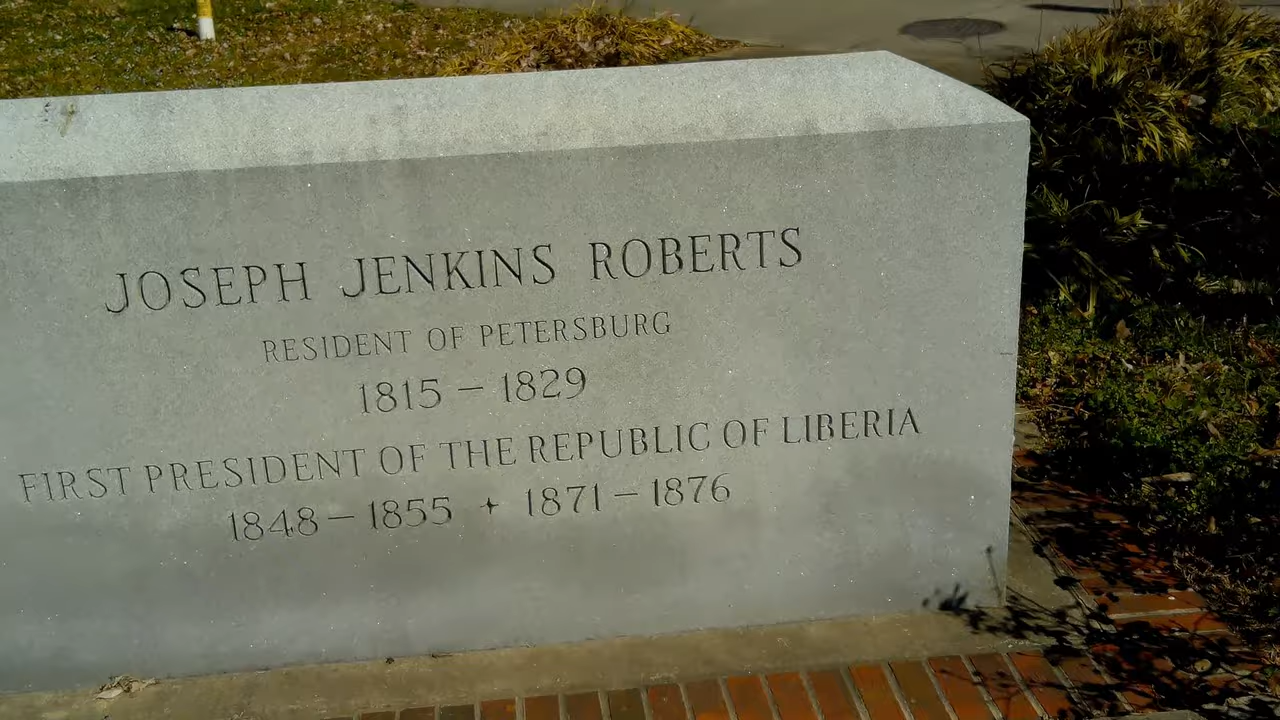 JOSEPH JENKINS ROBERTS
RESIDENT OF PETERSBURG
1815 – 1829
FIRST PRESIDENT OF THE REPUBLIC OF LIBERIA
1848 – 1855 + 1871 – 1876